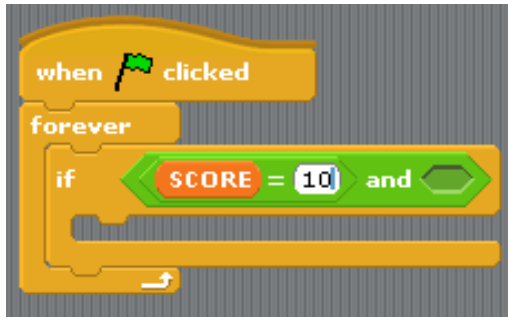 when clicked
forever
if SCORE = 10 and